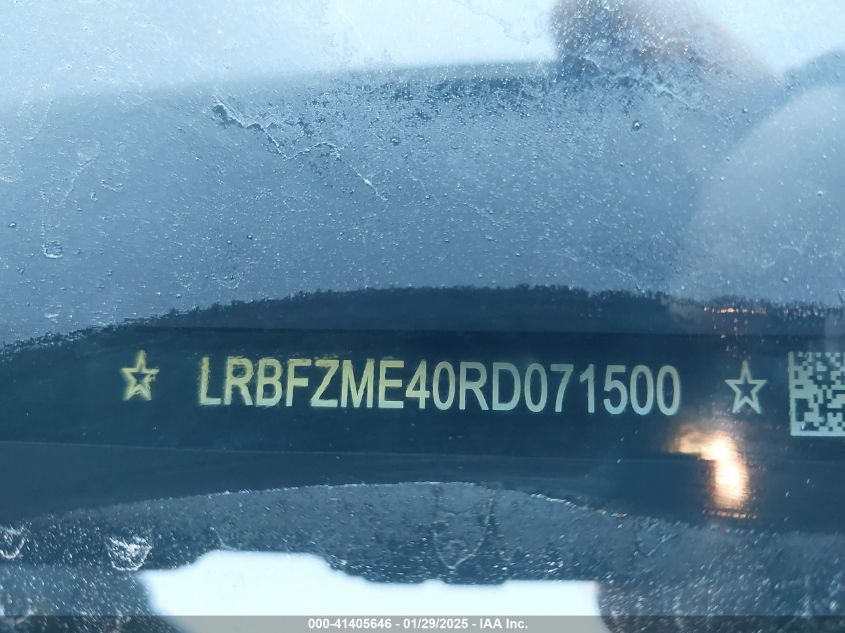 ☆ LRBFZME40RD071500 ☆
000-41405646 - 01/29/2025 - IAA Inc.